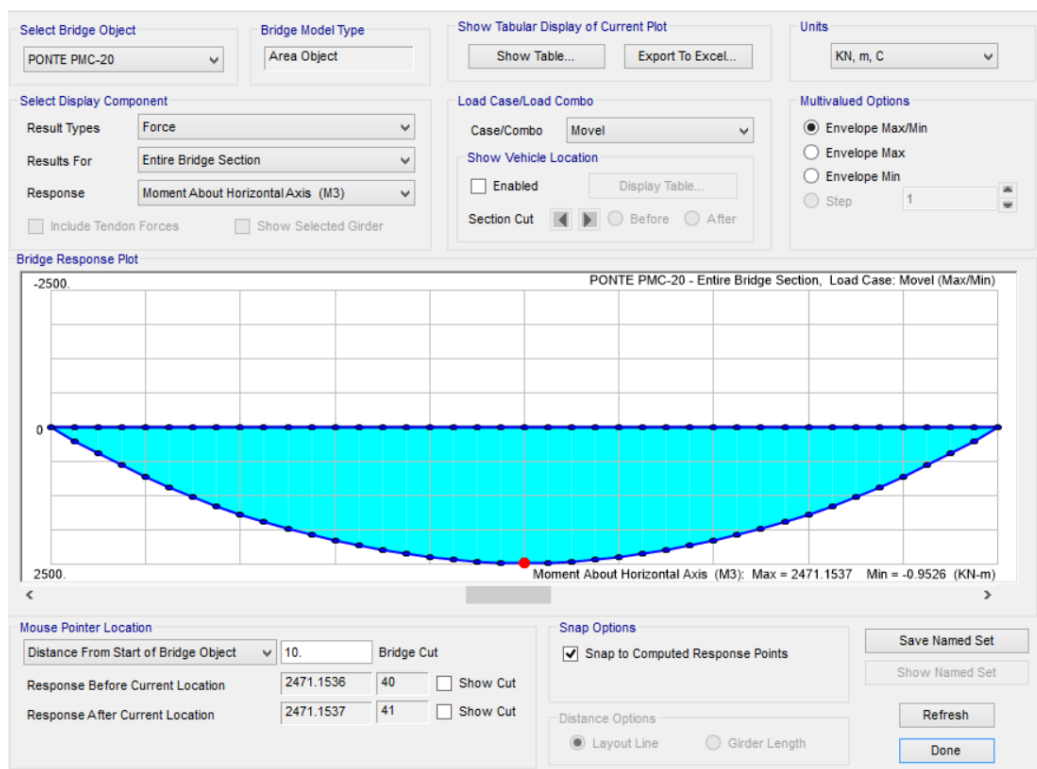 Select Bridge Object
PONTE PMC-20
Bridge Model Type
Area Object
Show Tabular Display of Current Plot
Show Table...
Export To Excel...
Units
KN, m, C
Select Display Component
Result Types
Force
Results For
Entire Bridge Section
Response
Moment About Horizontal Axis (M3)
Include Tendon Forces
Show Selected Girder
Load Case/Load Combo
Case/Combo
Movel
Show Vehicle Location
Enabled
Display Table...
Section Cut
Before
After
Multivalued Options
Envelope Max/Min
Envelope Max
Envelope Min
Step
1
Bridge Response Plot
-2500.
PONTE PMC-20 - Entire Bridge Section, Load Case: Movel (Max/Min)
0
2500.
Moment About Horizontal Axis (M3): Max = 2471.1537 Min = -0.9526 (KN-m)
Mouse Pointer Location
Distance From Start of Bridge Object
10.
Bridge Cut
Response Before Current Location
2471.1536
40
Show Cut
Response After Current Location
2471.1537
41
Show Cut
Snap Options
Snap to Computed Response Points
Distance Options
Layout Line
Girder Length
Save Named Set
Show Named Set
Refresh
Done